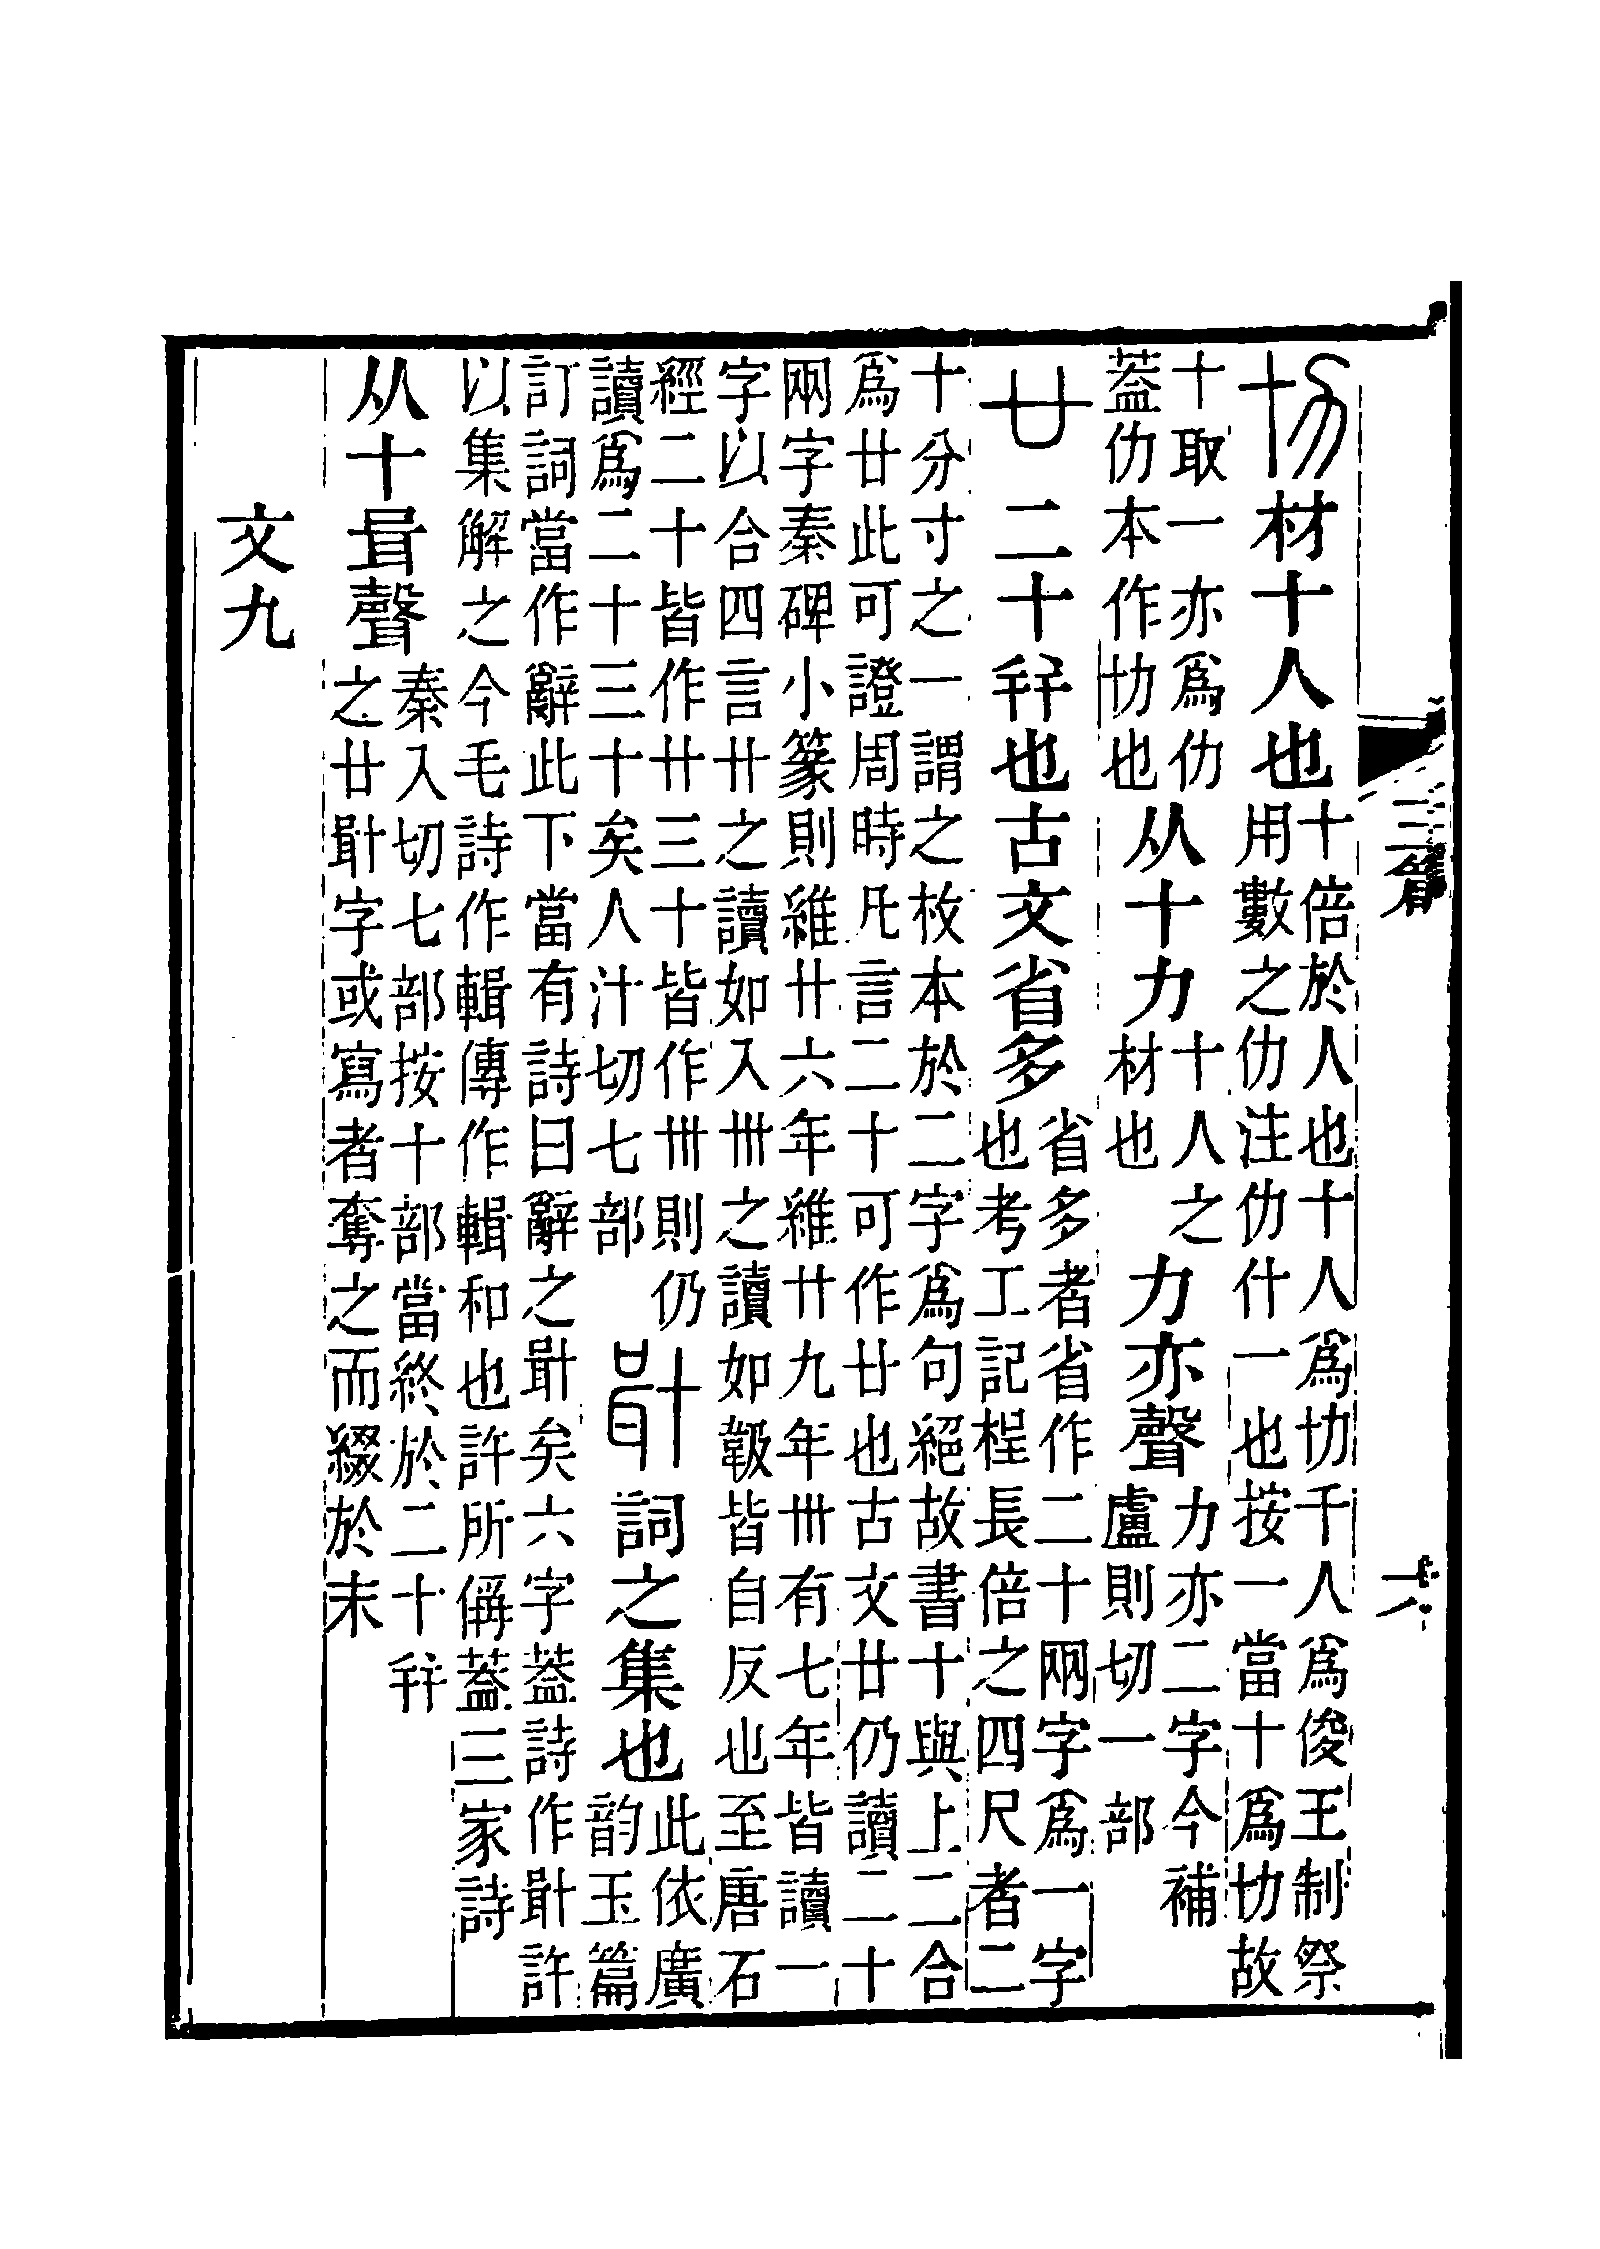 忇材十人也十倍於人也十人爲忇千人爲俊王制祭
用數之仂注仂什一也按一當十爲忇故
十取一亦爲仂
蓋仂本作忇也
从十力十人之
材也
力亦聲力亦二字今補
盧則切一部
廿二十幷也古文省多省多者省作二十兩字爲一字
也考工記桯長倍之四尺者二
十分寸之一謂之枚本於二字爲句絕故書十與上二合
爲廿此可證周時凡言二十可作廿也古文廿仍讀二十
兩字秦碑小篆則維廿六年維廿九年卅有七年皆讀一
字以合四言廿之讀如入卅之讀如靸皆自反也至唐石
經二十皆作廿三十皆作卅則仍
讀爲二十三十矣人汁切七部
𠦫詞之集也此依廣
韵玉篇
訂詞當作辭此下當有詩曰辭之𠦫矣六字蓋詩作𠦫許
以集解之今毛詩作輯傳作輯和也許所偁蓋三家詩
从十咠聲秦入切七部按十部當終於二十幷
之廿𠦫字或寫者奪之而綴於末
文九
三篇
六